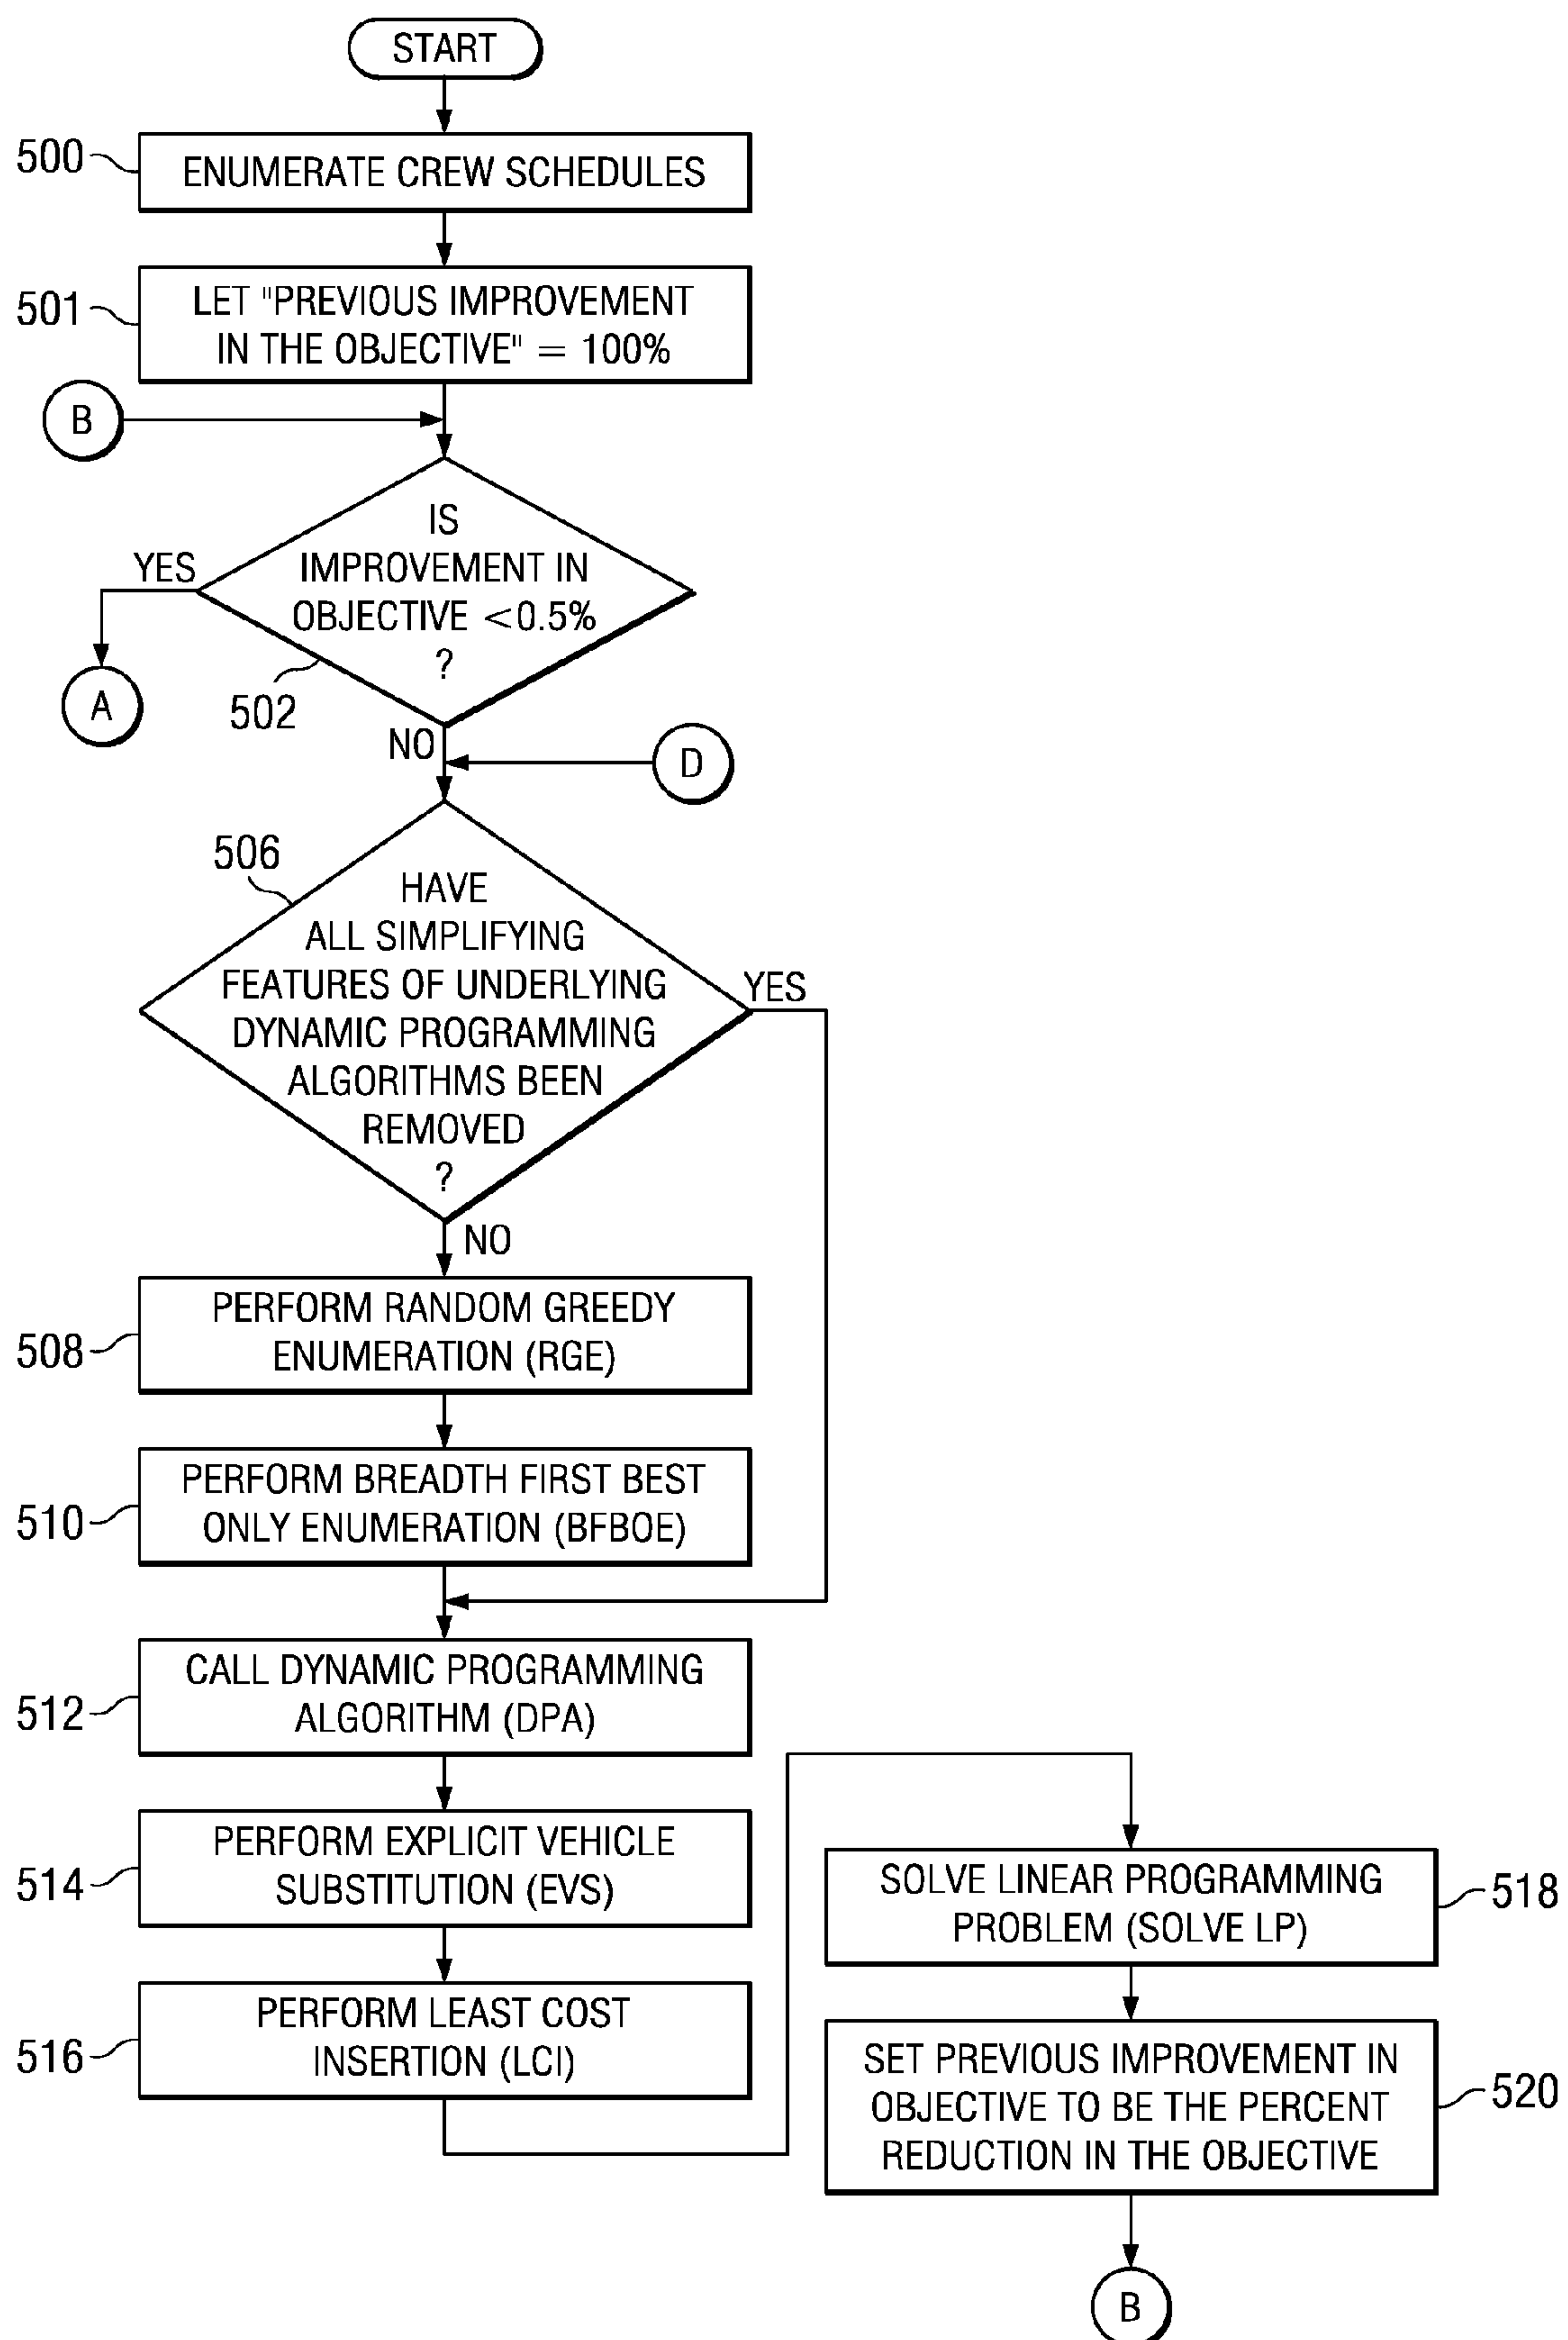 START
500
ENUMERATE CREW SCHEDULES
501
LET "PREVIOUS IMPROVEMENT
IN THE OBJECTIVE" = 100%
B
IS
IMPROVEMENT IN
OBJECTIVE <0.5%
?
YES
A
502
NO
D
506
HAVE
ALL SIMPLIFYING
FEATURES OF UNDERLYING
DYNAMIC PROGRAMMING
ALGORITHMS BEEN
REMOVED
?
YES
NO
508
PERFORM RANDOM GREEDY
ENUMERATION (RGE)
510
PERFORM BREADTH FIRST BEST
ONLY ENUMERATION (BFBOE)
512
CALL DYNAMIC PROGRAMMING
ALGORITHM (DPA)
514
PERFORM EXPLICIT VEHICLE
SUBSTITUTION (EVS)
516
PERFORM LEAST COST
INSERTION (LCI)
SOLVE LINEAR PROGRAMMING
PROBLEM (SOLVE LP)
518
SET PREVIOUS IMPROVEMENT IN
OBJECTIVE TO BE THE PERCENT
REDUCTION IN THE OBJECTIVE
520
B